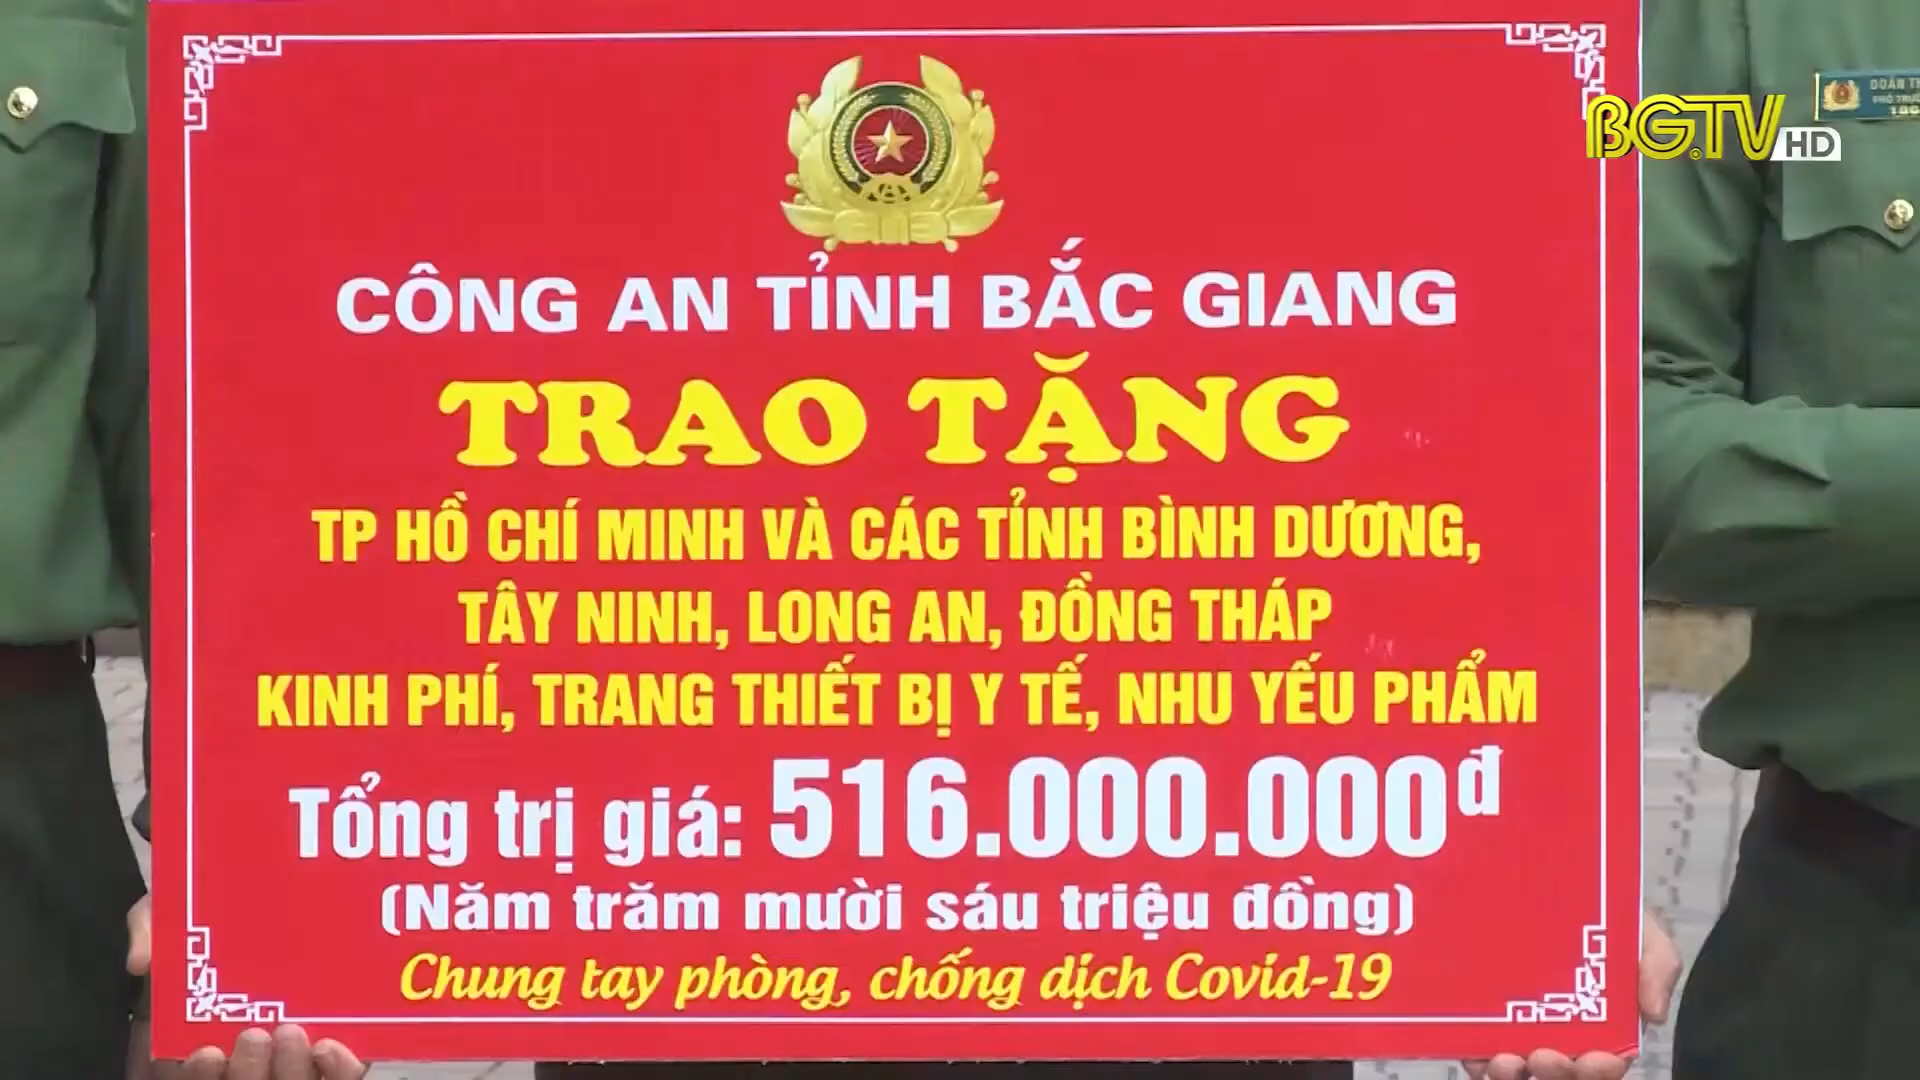 CÔNG AN TỈNH BẮC GIANG
TRAO TẶNG
TP HỒ CHÍ MINH VÀ CÁC TỈNH BÌNH DƯƠNG,
TÂY NINH, LONG AN, ĐỒNG THÁP
KINH PHÍ, TRANG THIẾT BỊ Y TẾ, NHU YẾU PHẨM
Tổng trị giá: 516.000.000đ
(Năm trăm mười sáu triệu đồng)
Chung tay phòng, chống dịch Covid-19
BGTV HD
ĐOÀN